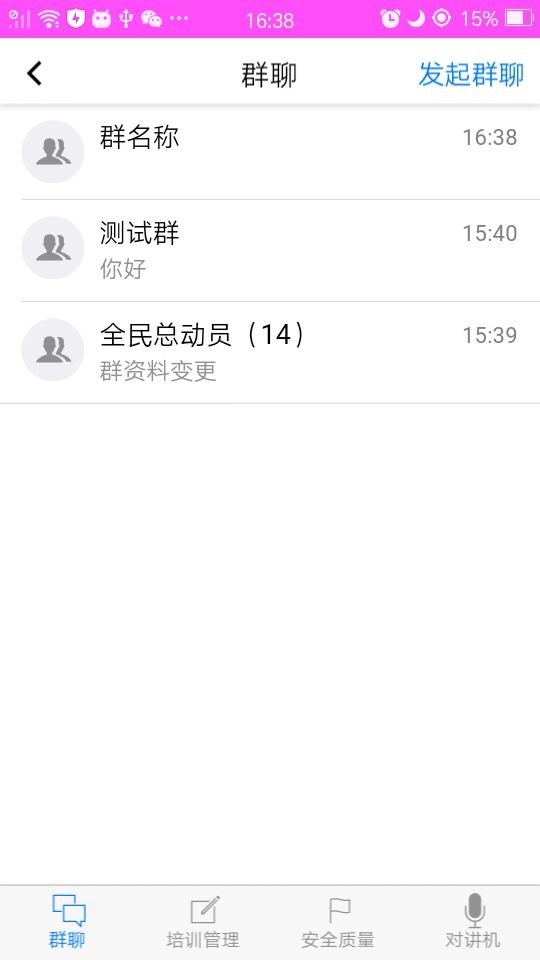 16:38 15%
群聊 发起群聊
群名称 16:38
测试群 15:40
你好
全民总动员（14） 15:39
群资料变更
群聊 培训管理 安全质量 对讲机